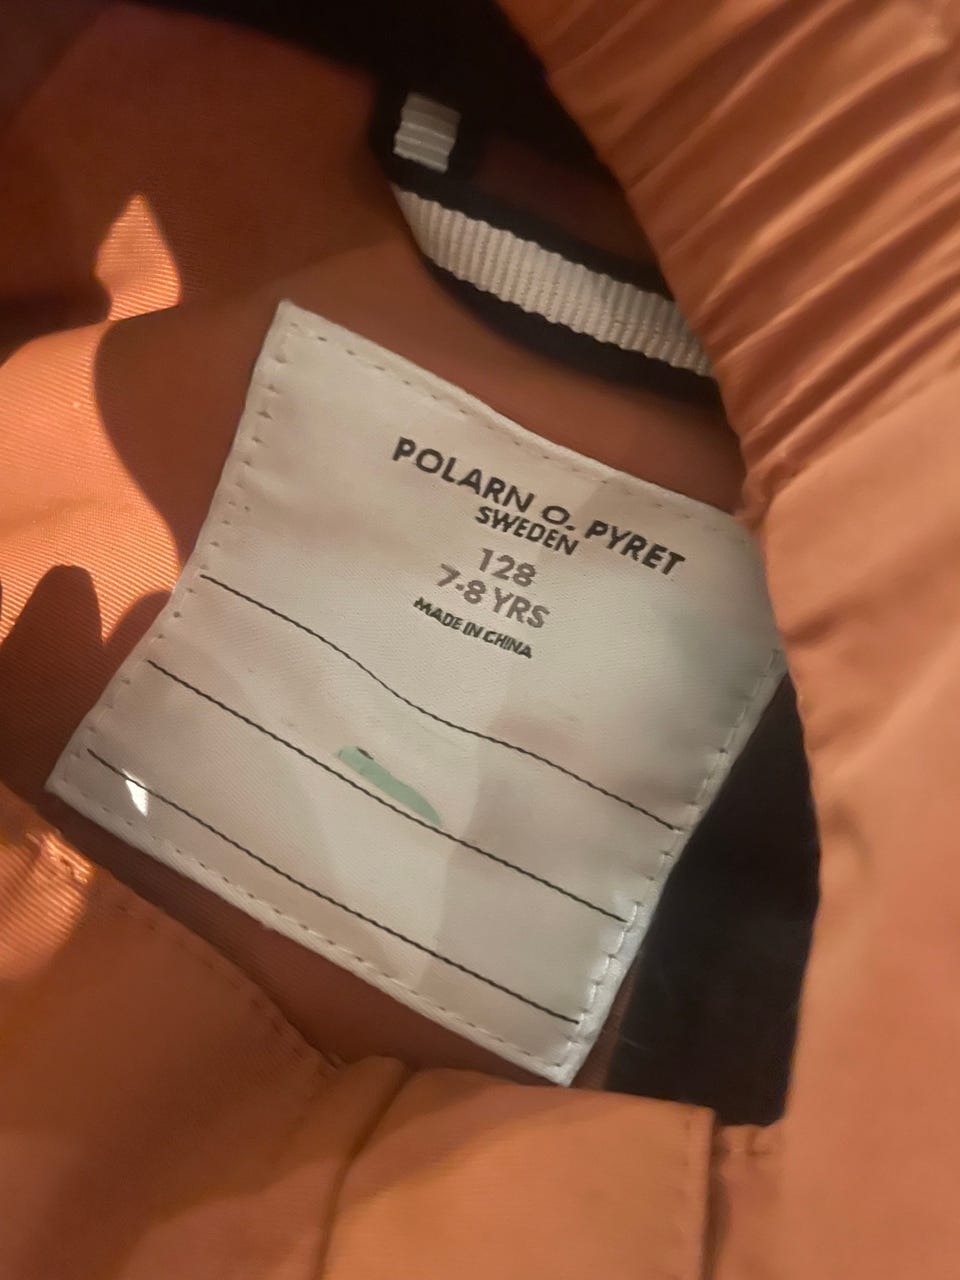 POLARN O. PYRET
SWEDEN
128
7-8 YRS
MADE IN CHINA